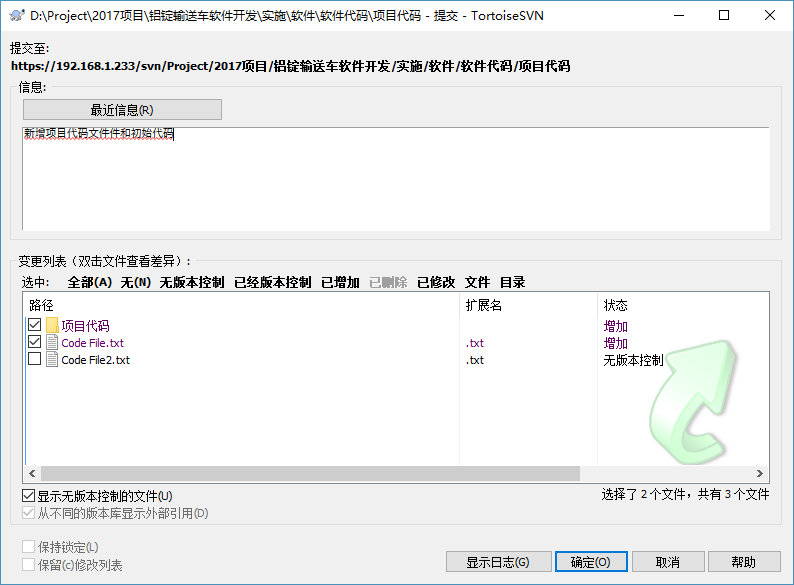 D:\Project\2017项目\铝锭输送车软件开发\实施\软件\软件代码\项目代码 - 提交 - TortoiseSVN
提交至:
https://192.168.1.233/svn/Project/2017项目/铝锭输送车软件开发/实施/软件/软件代码/项目代码
信息:
最近信息(R)
新增项目代码文件件和初始代码
变更列表（双击文件查看差异）:
选中: 全部(A) 无(N) 无版本控制 已经版本控制 已增加 已删除 已修改 文件 目录
路径 扩展名 状态
项目代码 增加
Code File.txt .txt 增加
Code File2.txt .txt 无版本控制
显示无版本控制的文件(U) 选择了 2 个文件，共有 3 个文件
从不同的版本库显示外部引用(D)
保持锁定(L)
保留(c)修改列表
显示日志(G) 确定(O) 取消 帮助